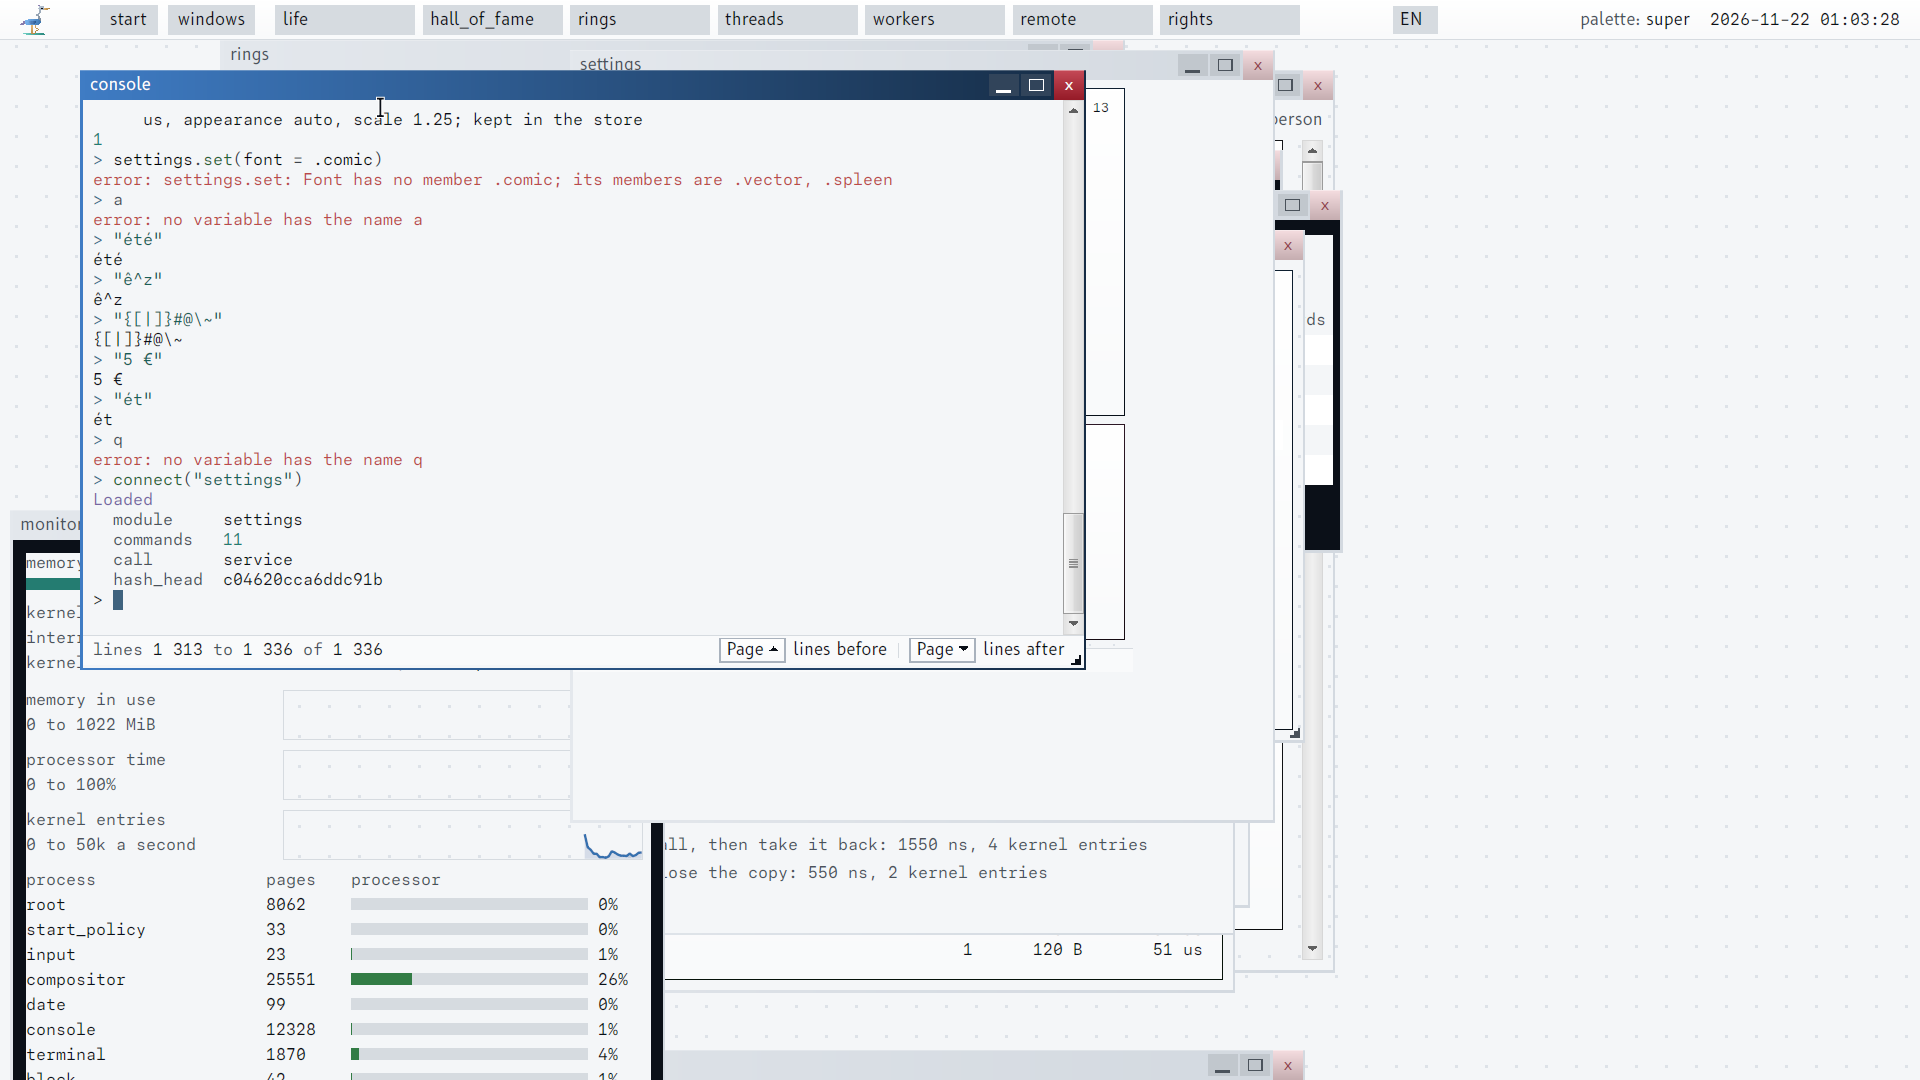 start windows life hall_of_fame rings threads workers remote rights EN palette: super 2026-11-22 01:03:28
rings
settings
console
x
x
x
13
us, appearance auto, scale 1.25; kept in the store
erson
1
> settings.set(font = .comic)
error: settings.set: Font has no member .comic; its members are .vector, .spleen
> a
x
error: no variable has the name a
> "été"
x
été
> "ê^z"
ê^z
> "{[|]}#@\~"
ds
{[|]}#@\~
> "5 €"
5 €
> "ét"
ét
> q
error: no variable has the name q
> connect("settings")
Loaded
module settings
commands 11
call service
hash_head c04620cca6ddc91b
>
lines 1 313 to 1 336 of 1 336 Page lines before Page lines after
monitor
memory
kernel
inter
kernel
memory in use
0 to 1022 MiB
processor time
0 to 100%
kernel entries
0 to 50k a second
all, then take it back: 1550 ns, 4 kernel entries
lose the copy: 550 ns, 2 kernel entries
1 120 B 51 us
process pages processor
root 8062 0%
start_policy 33 0%
input 23 1%
compositor 25551 26%
date 99 0%
console 12328 1%
terminal 1870 4%
block 42 1%
x